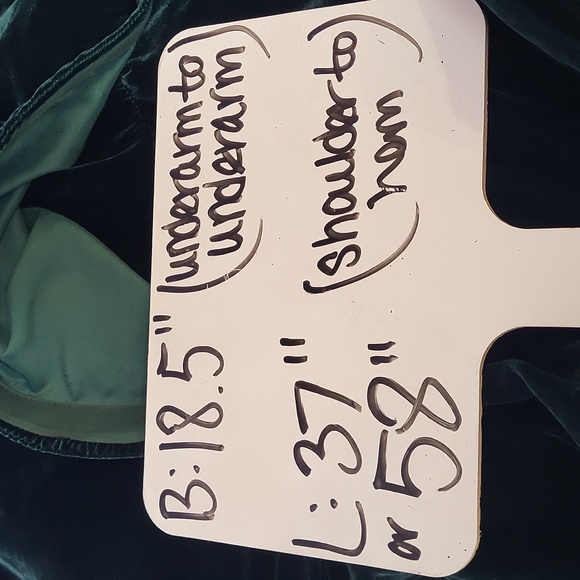 B: 18.5" (underarm to
underarm)
L: 37" (shoulder to
or 58" hem)